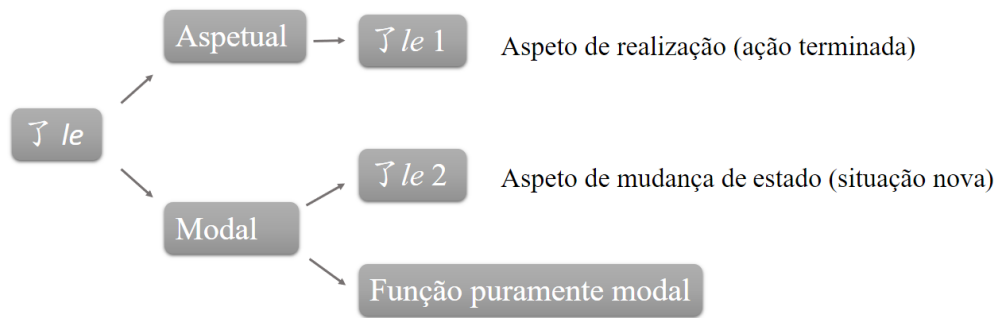 Aspetual
了 le 1
Aspeto de realização (ação terminada)
了 le
了 le 2
Aspeto de mudança de estado (situação nova)
Modal
Função puramente modal